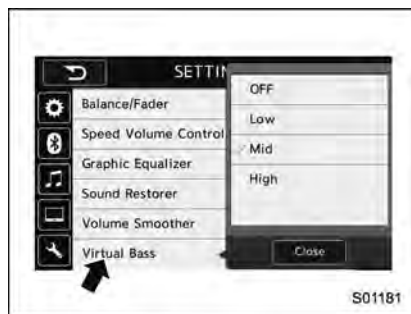 SETTIN
Balance/Fader
Speed Volume Control
Graphic Equalizer
Sound Restorer
Volume Smoother
Virtual Bass
OFF
Low
Mid
High
Close
S01181